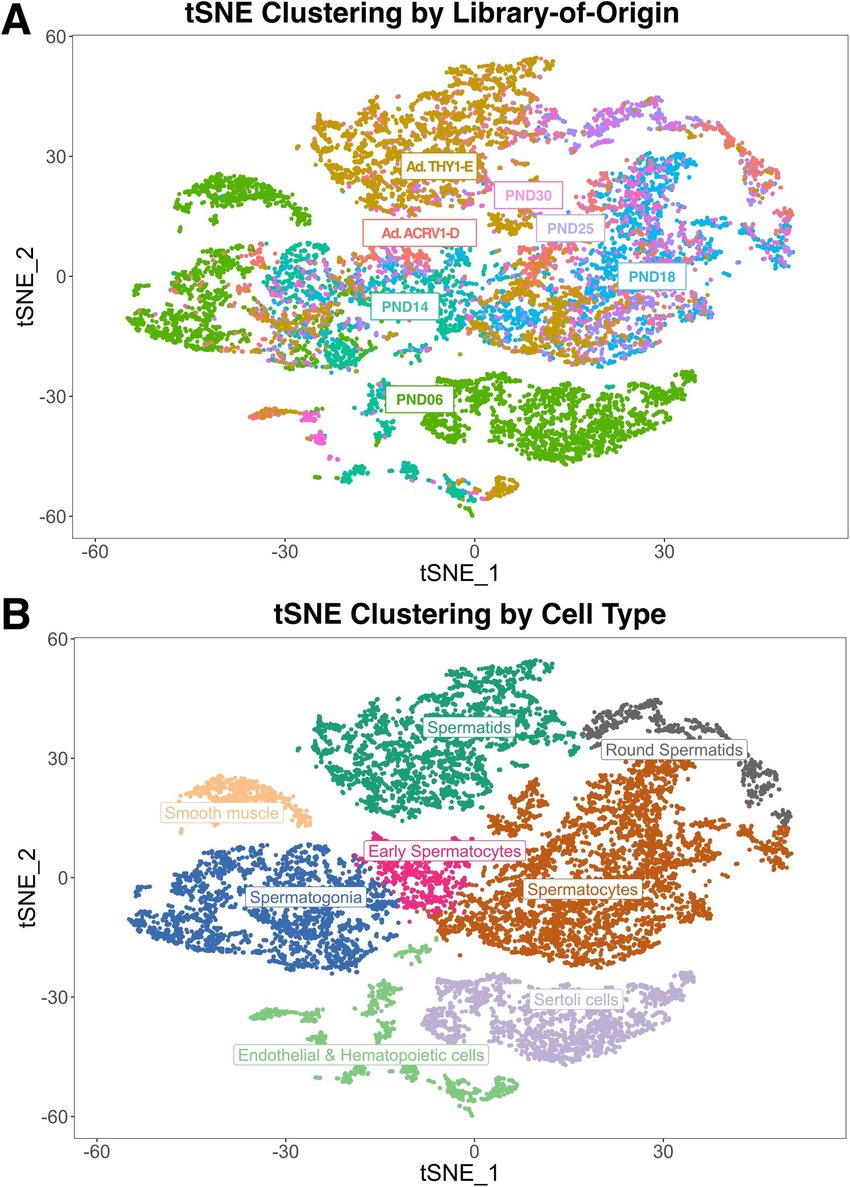 A
tSNE Clustering by Library-of-Origin
60
30
0
-30
-60
tSNE_2
Ad. THY1-E
PND30
Ad. ACRV1-D
PND25
PND18
PND14
PND06
-60
-30
0
30
tSNE_1
B
tSNE Clustering by Cell Type
60
30
0
-30
-60
tSNE_2
Spermatids
Round Spermatids
Smooth muscle
Early Spermatocytes
Spermatogonia
Spermatocytes
Sertoli cells
Endothelial & Hematopoietic cells
-60
-30
0
30
tSNE_1